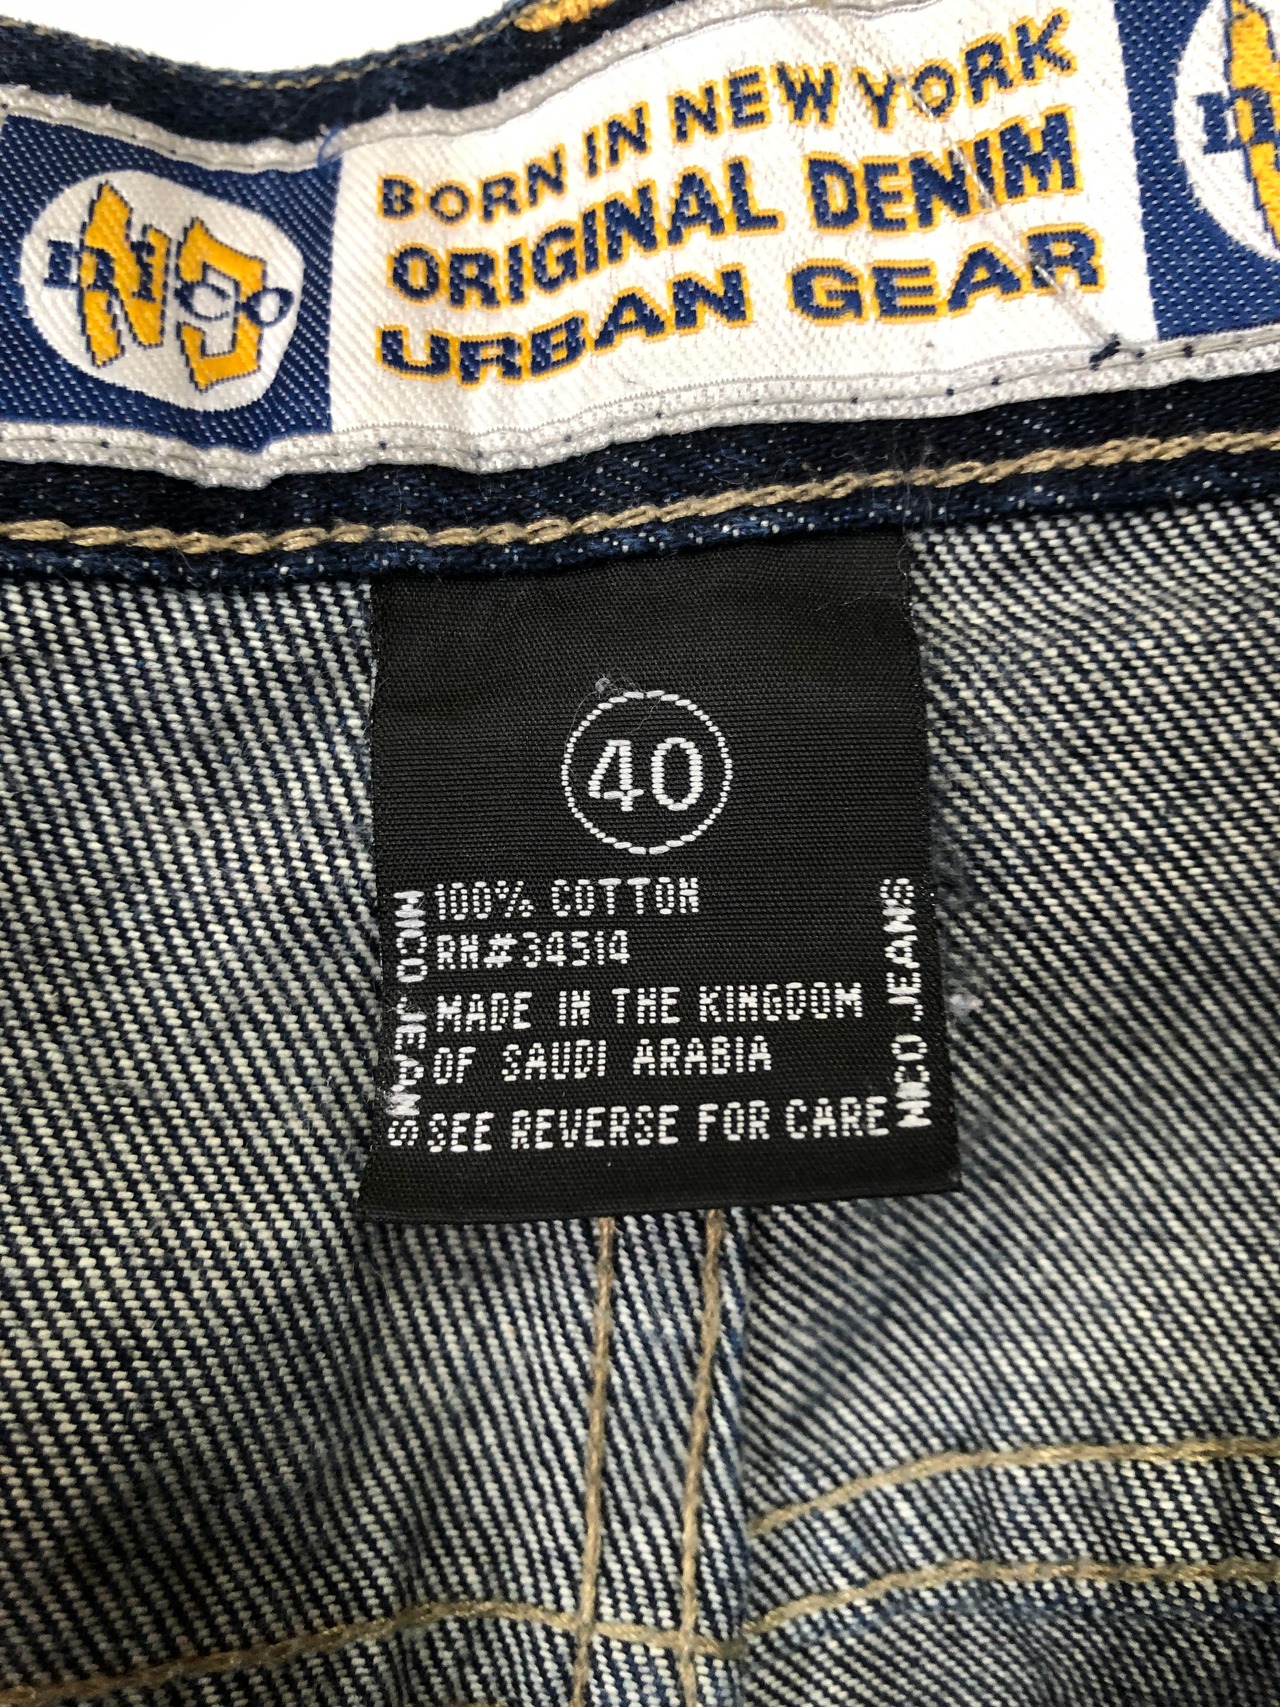 BORN IN NEW YORK
ORIGINAL DENIM
URBAN GEAR
40
100% COTTON
RN#34514
MADE IN THE KINGDOM
OF SAUDI ARABIA
SEE REVERSE FOR CARE
MCO JEANS
MCO JEANS